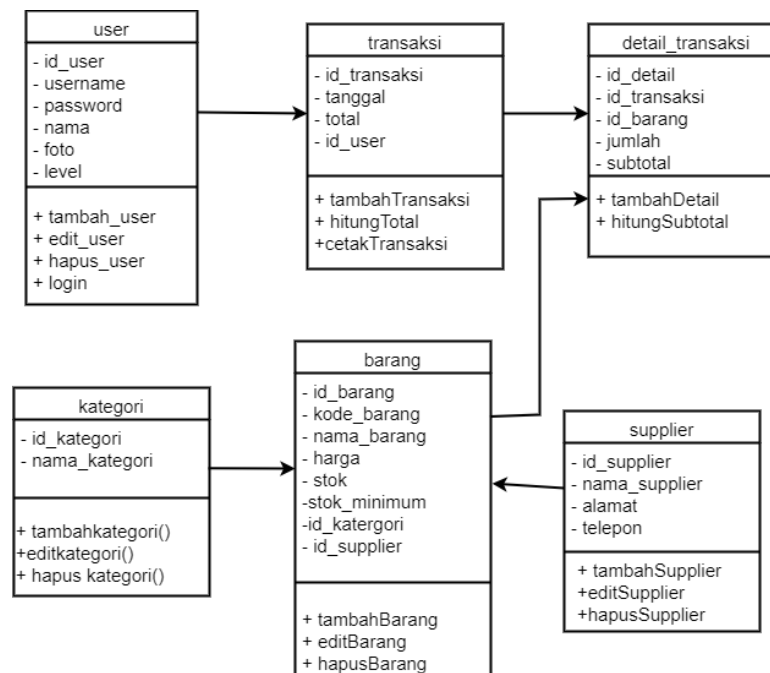 user
- id_user
- username
- password
- nama
- foto
- level
+ tambah_user
+ edit_user
+ hapus_user
+ login
transaksi
- id_transaksi
- tanggal
- total
- id_user
+ tambahTransaksi
+ hitungTotal
+cetakTransaksi
detail_transaksi
- id_detail
- id_transaksi
- id_barang
- jumlah
- subtotal
+ tambahDetail
+ hitungSubtotal
kategori
- id_kategori
- nama_kategori
+ tambahkategori()
+editkategori()
+ hapus kategori()
barang
- id_barang
- kode_barang
- nama_barang
- harga
- stok
-stok_minimum
-id_katergori
- id_supplier
+ tambahBarang
+ editBarang
+ hapusBarang
supplier
- id_supplier
- nama_supplier
- alamat
- telepon
+ tambahSupplier
+editSupplier
+hapusSupplier